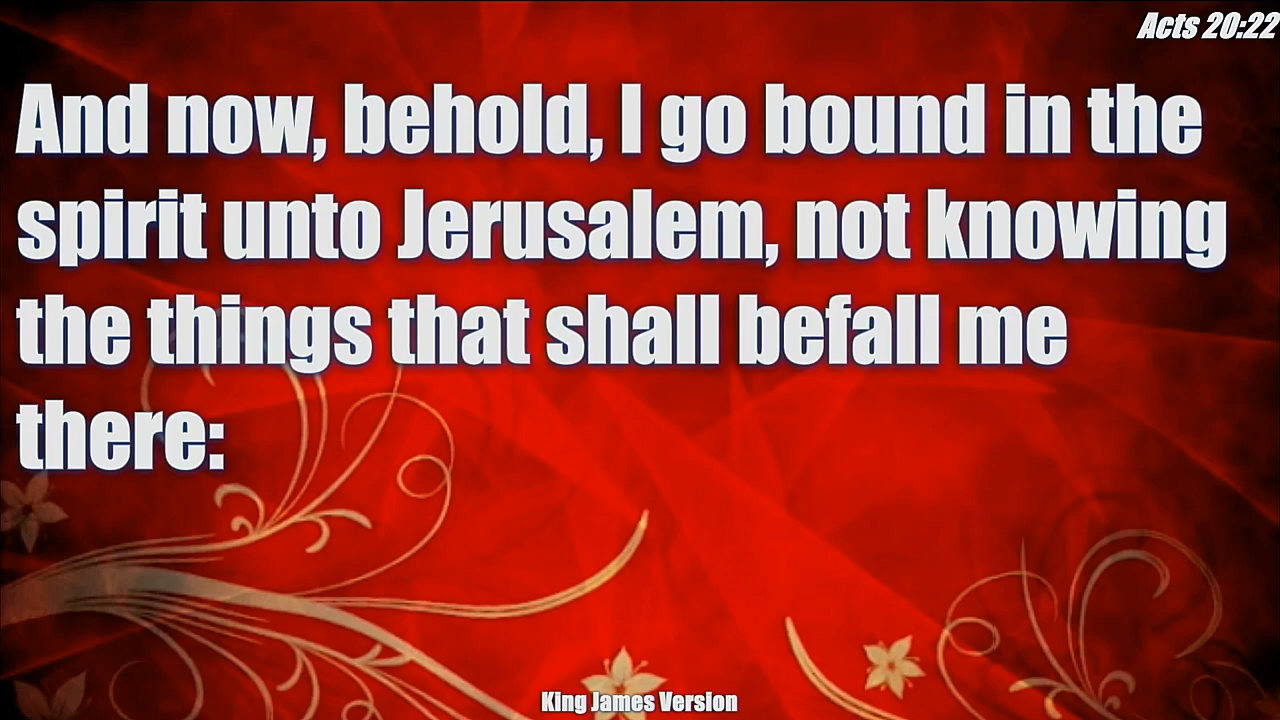 Acts 20:22
And now, behold, I go bound in the
spirit unto Jerusalem, not knowing
the things that shall befall me
there:
King James Version